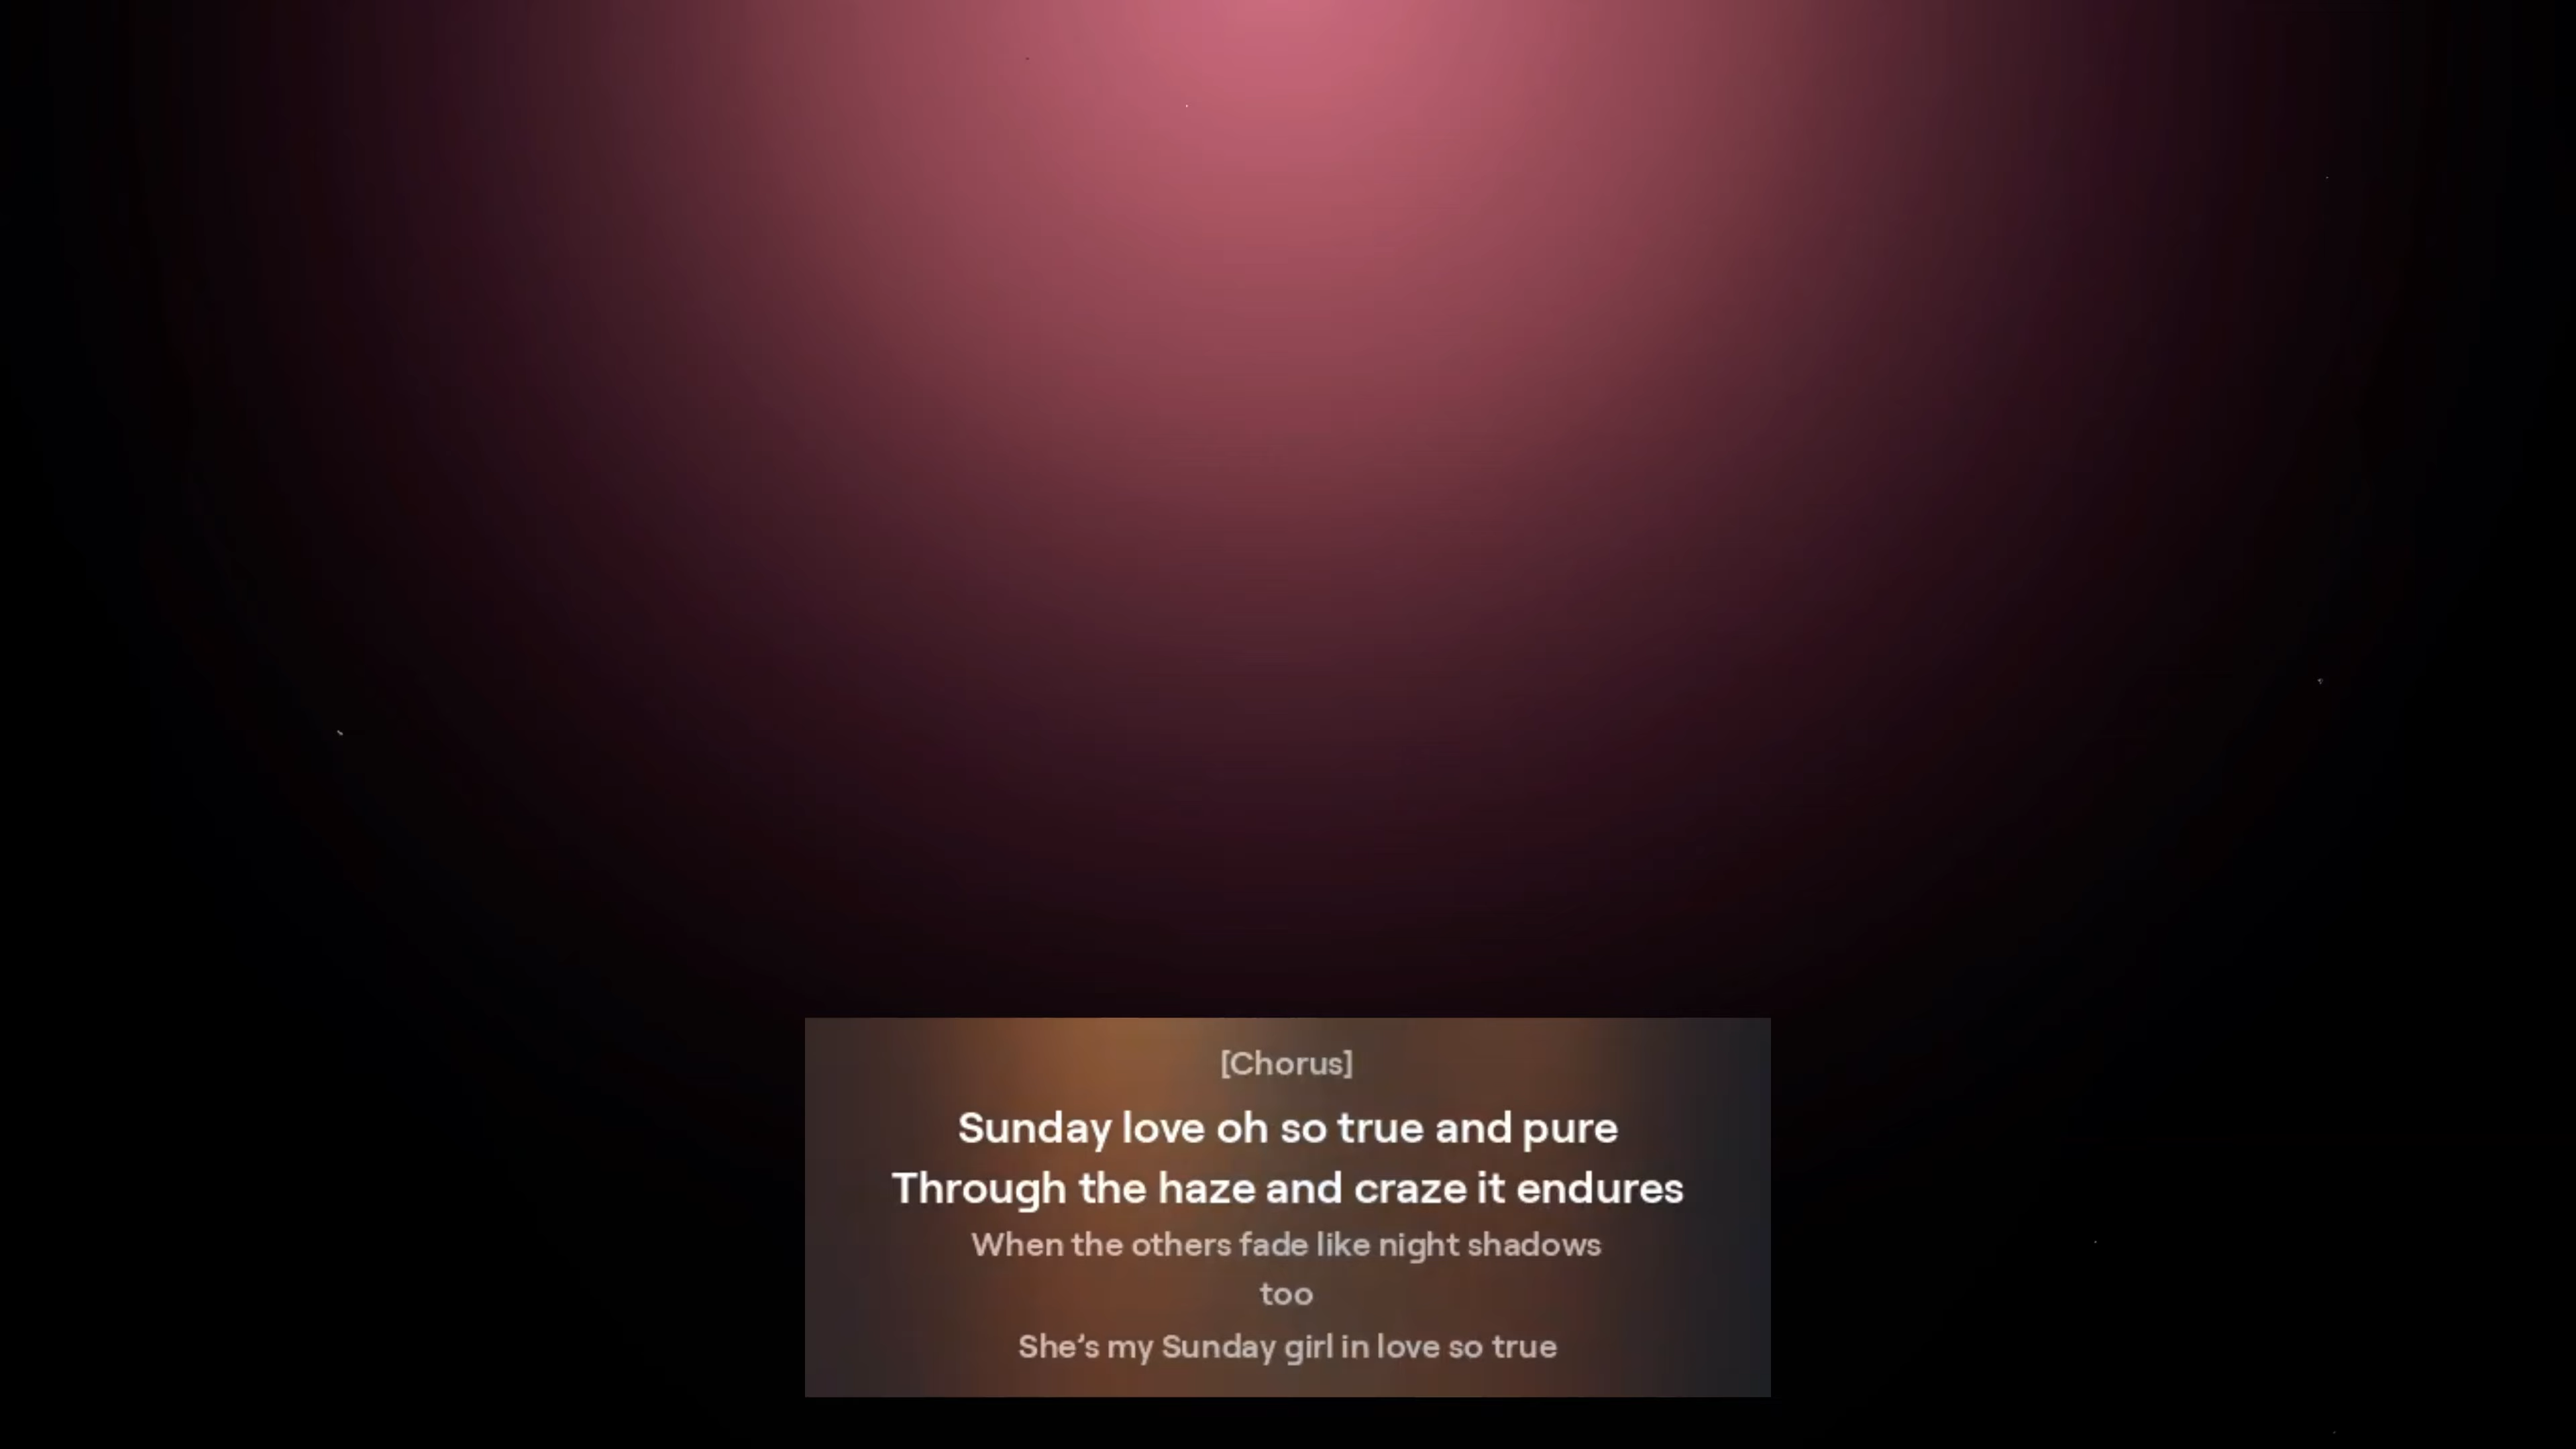 [Chorus]
Sunday love oh so true and pure
Through the haze and craze it endures
When the others fade like night shadows
too
She’s my Sunday girl in love so true